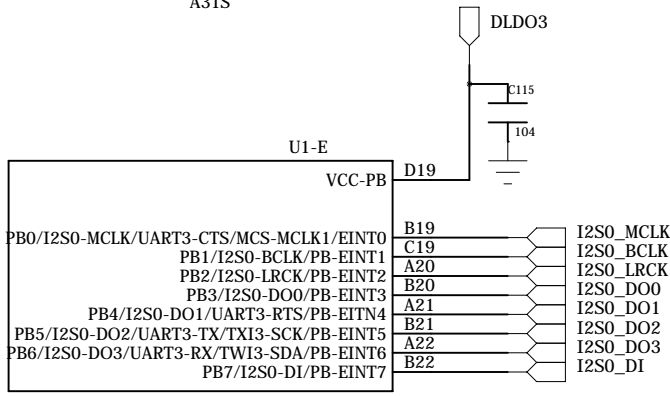 A31S
DLDO3
C115
104
U1-E
VCC-PB D19
PB0/I2S0-MCLK/UART3-CTS/MCS-MCLK1/EINT0 B19 I2S0_MCLK
PB1/I2S0-BCLK/PB-EINT1 C19 I2S0_BCLK
PB2/I2S0-LRCK/PB-EINT2 A20 I2S0_LRCK
PB3/I2S0-DO0/PB-EINT3 B20 I2S0_DO0
PB4/I2S0-DO1/UART3-RTS/PB-EITN4 A21 I2S0_DO1
PB5/I2S0-DO2/UART3-TX/TXI3-SCK/PB-EINT5 B21 I2S0_DO2
PB6/I2S0-DO3/UART3-RX/TWI3-SDA/PB-EINT6 A22 I2S0_DO3
PB7/I2S0-DI/PB-EINT7 B22 I2S0_DI